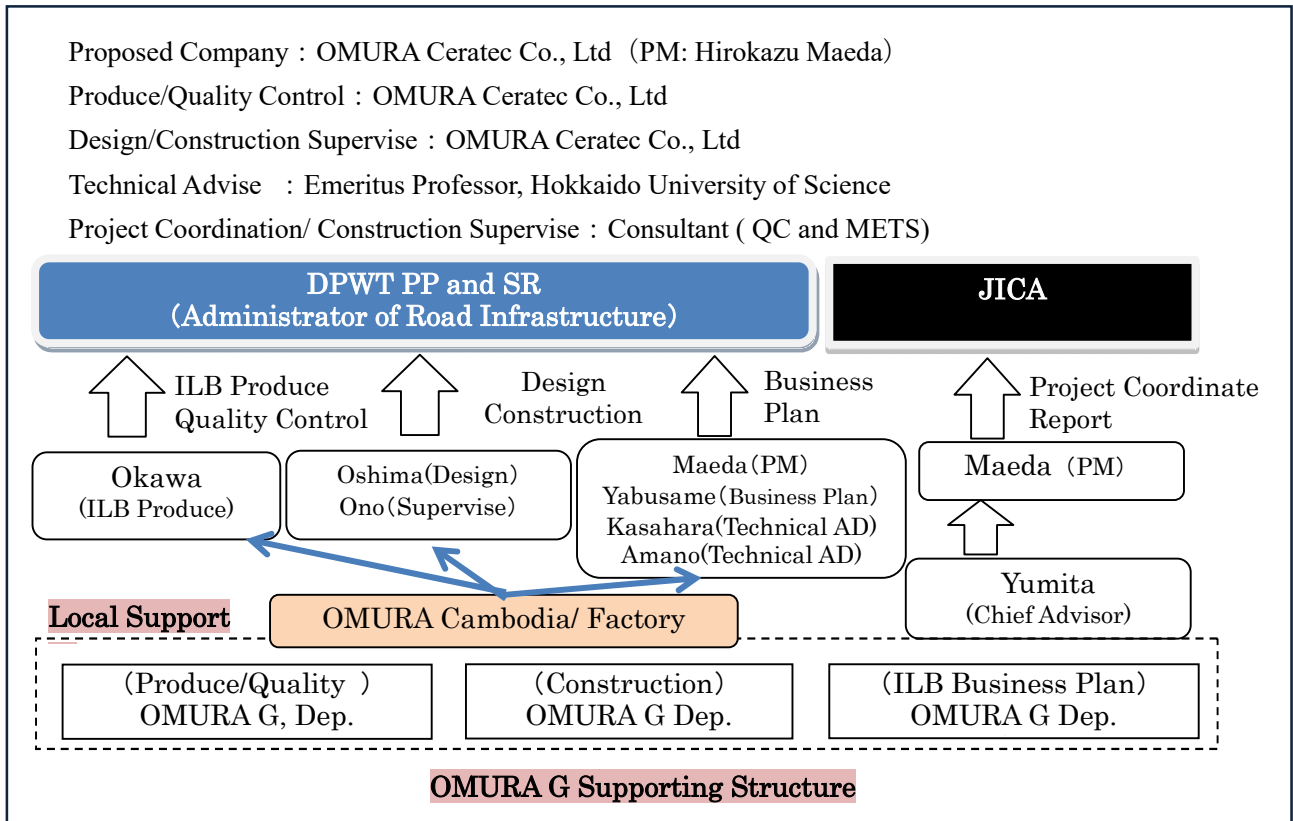 Proposed Company：OMURA Ceratec Co., Ltd（PM: Hirokazu Maeda）
Produce/Quality Control：OMURA Ceratec Co., Ltd
Design/Construction Supervise：OMURA Ceratec Co., Ltd
Technical Advise ：Emeritus Professor, Hokkaido University of Science
Project Coordination/ Construction Supervise：Consultant ( QC and METS)
DPWT PP and SR
（Administrator of Road Infrastructure）
JICA
ILB Produce
Quality Control
Design
Construction
Business
Plan
Project Coordinate
Report
Okawa
(ILB Produce)
Oshima(Design)
Ono(Supervise)
Maeda(PM)
Yabusame(Business Plan)
Kasahara(Technical AD)
Amano(Technical AD)
Maeda（PM）
Yumita
(Chief Advisor)
Local Support
OMURA Cambodia/ Factory
（Produce/Quality ）
OMURA G, Dep.
（Construction）
OMURA G Dep.
（ILB Business Plan）
OMURA G Dep.
OMURA G Supporting Structure